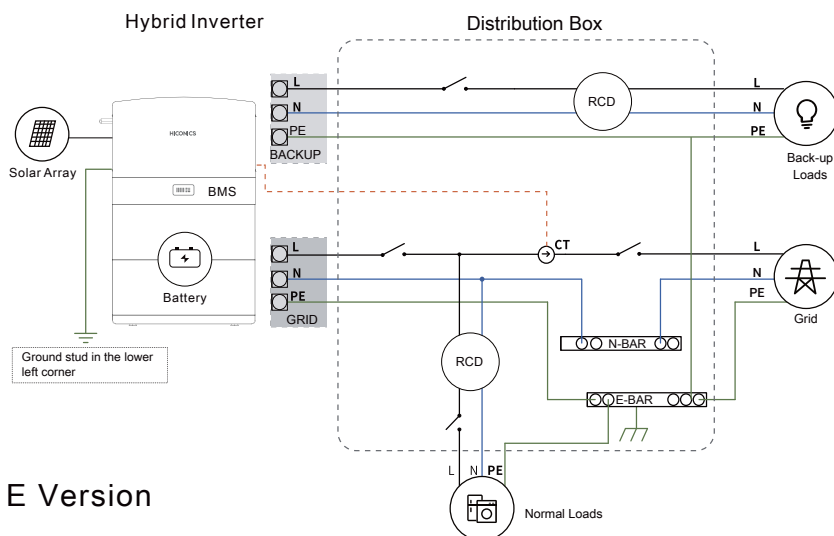 Hybrid Inverter
Distribution Box
L
N
PE
BACKUP
RCD
L
N
PE
Back-up
Loads
Solar Array
HICONICS
BMS
Battery
Ground stud in the lower
left corner
L
N
PE
GRID
CT
L
N
PE
Grid
N-BAR
RCD
E-BAR
L N PE
Normal Loads
E Version